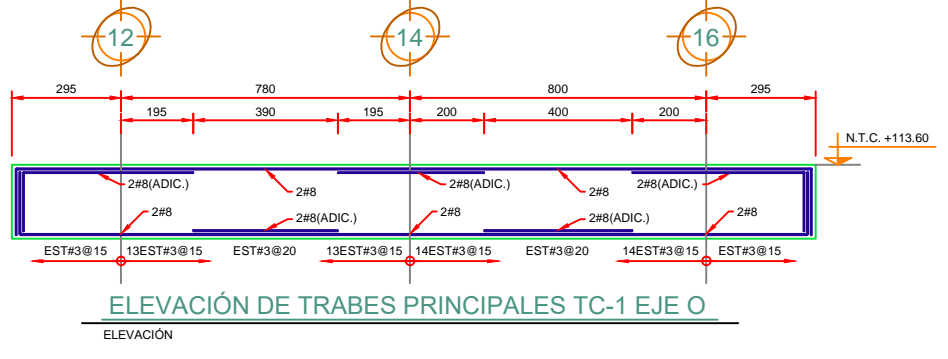 12
14
16
295
780
800
295
195
390
195
200
400
200
N.T.C. +113.60
2#8(ADIC.)
2#8
2#8(ADIC.)
2#8
2#8(ADIC.)
2#8
2#8(ADIC.)
2#8
2#8(ADIC.)
2#8
EST#3@15
13EST#3@15
EST#3@20
13EST#3@15
14EST#3@15
EST#3@20
14EST#3@15
EST#3@15
ELEVACIÓN DE TRABES PRINCIPALES TC-1 EJE O
ELEVACIÓN